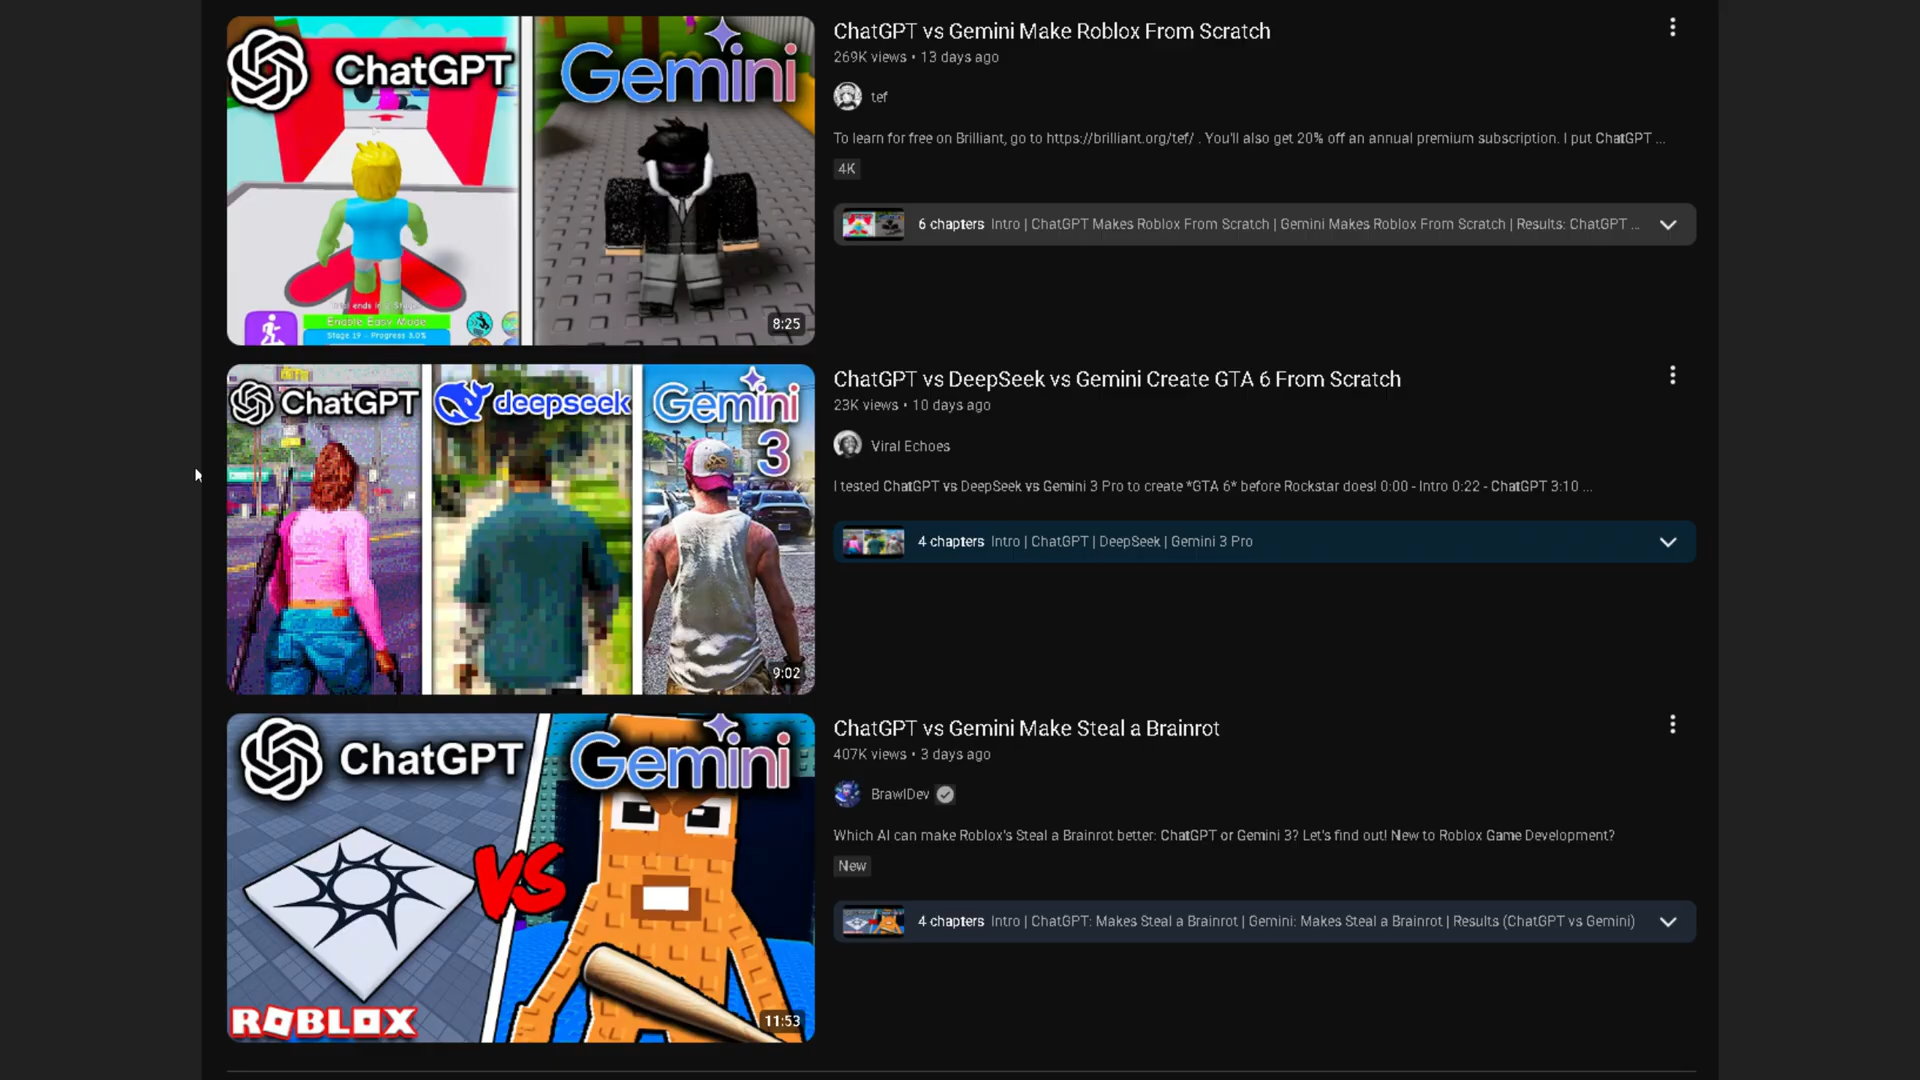 ChatGPT
Gemini
Enable Easy Mode
Stage 19 - Progress 3.0%
8:25
ChatGPT vs Gemini Make Roblox From Scratch
269K views • 13 days ago
tef
To learn for free on Brilliant, go to https://brilliant.org/tef/ . You'll also get 20% off an annual premium subscription. I put ChatGPT ...
4K
6 chapters Intro | ChatGPT Makes Roblox From Scratch | Gemini Makes Roblox From Scratch | Results: ChatGPT ...
ChatGPT
deepseek
Gemini
3
9:02
ChatGPT vs DeepSeek vs Gemini Create GTA 6 From Scratch
23K views • 10 days ago
Viral Echoes
I tested ChatGPT vs DeepSeek vs Gemini 3 Pro to create *GTA 6* before Rockstar does! 0:00 - Intro 0:22 - ChatGPT 3:10 ...
4 chapters Intro | ChatGPT | DeepSeek | Gemini 3 Pro
ChatGPT
Gemini
VS
ROBLOX
11:53
ChatGPT vs Gemini Make Steal a Brainrot
407K views • 3 days ago
BrawlDev
Which AI can make Roblox's Steal a Brainrot better: ChatGPT or Gemini 3? Let's find out! New to Roblox Game Development?
New
4 chapters Intro | ChatGPT: Makes Steal a Brainrot | Gemini: Makes Steal a Brainrot | Results (ChatGPT vs Gemini)